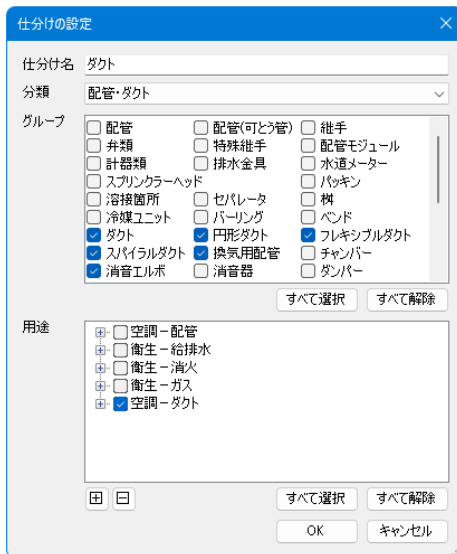 仕分けの設定
仕分け名 ダクト
分類 配管・ダクト
グループ
配管 配管(可とう管) 継手
弁類 特殊継手 配管モジュール
計器類 排水金具 水道メーター
スプリンクラーヘッド パッキン
溶接箇所 セパレータ 桝
冷媒ユニット バーリング ベンド
ダクト 円形ダクト フレキシブルダクト
スパイラルダクト 換気用配管 チャンバー
消音エルボ 消音器 ダンパー
すべて選択 すべて解除
用途
空調－配管
衛生－給排水
衛生－消火
衛生－ガス
空調－ダクト
すべて選択 すべて解除
OK キャンセル